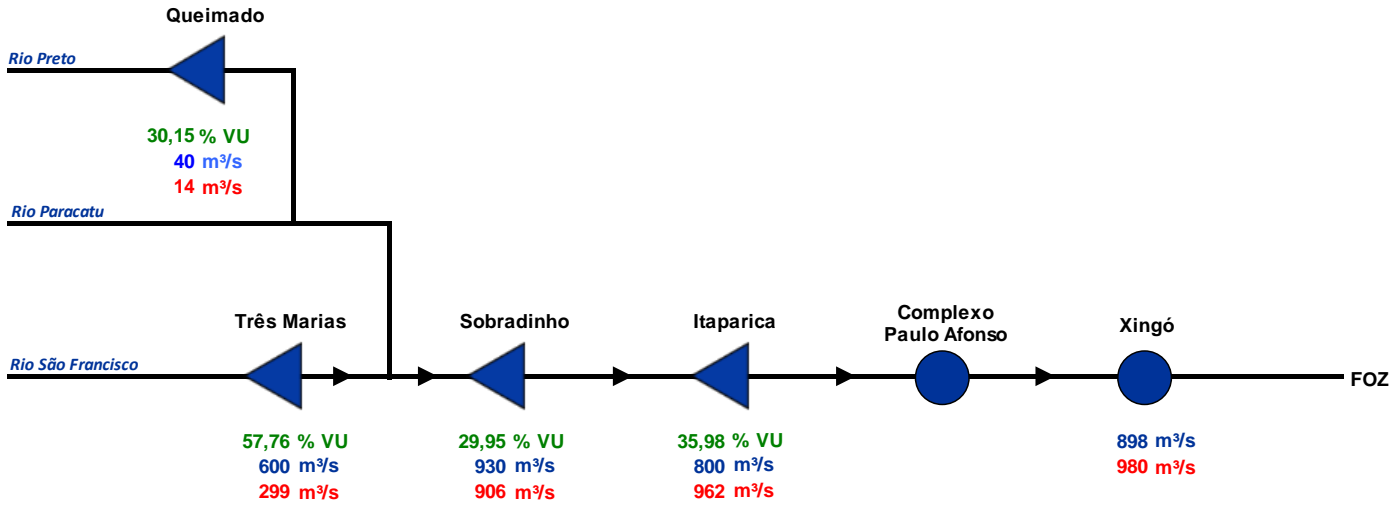 Queimado
Rio Preto
30,15 % VU
40 m³/s
14 m³/s
Rio Paracatu
Três Marias
Sobradinho
Itaparica
Complexo
Paulo Afonso
Xingó
Rio São Francisco
FOZ
57,76 % VU
600 m³/s
299 m³/s
29,95 % VU
930 m³/s
906 m³/s
35,98 % VU
800 m³/s
962 m³/s
898 m³/s
980 m³/s